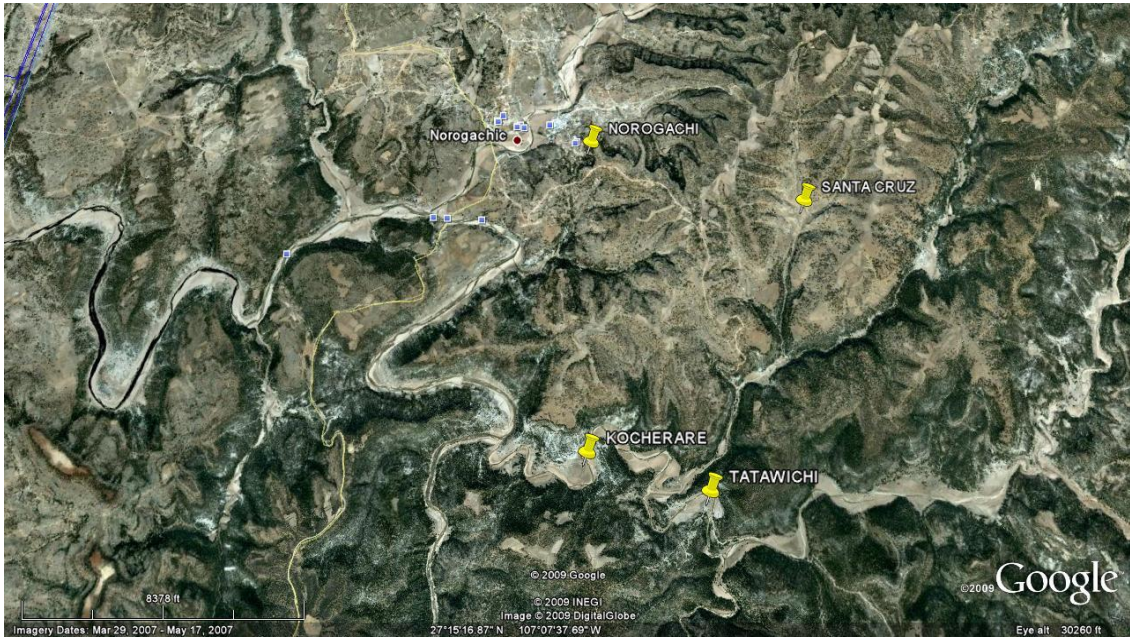 NOROGACHI
Norogachic
SANTA CRUZ
KOCHERARE
TATAWICHI
© 2009 Google
©2009 Google
8378 ft
© 2009 INEGI
Image © 2009 DigitalGlobe
Imagery Dates: Mar 29, 2007 - May 17, 2007
27°15'16.87" N 107°07'37.69" W
Eye alt 30260 ft